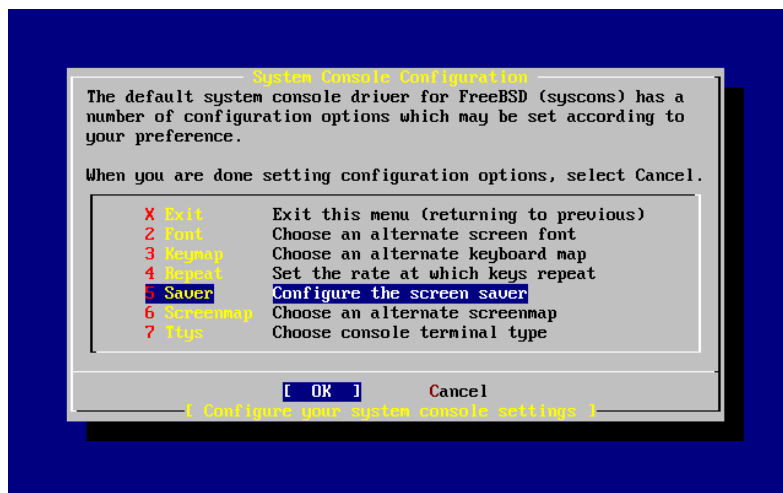 System Console Configuration
The default system console driver for FreeBSD (syscons) has a
number of configuration options which may be set according to
your preference.
When you are done setting configuration options, select Cancel.
X Exit Exit this menu (returning to previous)
2 Font Choose an alternate screen font
3 Keymap Choose an alternate keyboard map
4 Repeat Set the rate at which keys repeat
5 Saver Configure the screen saver
6 Screenmap Choose an alternate screenmap
7 Ttys Choose console terminal type
[ OK ] Cancel
[ Configure your system console settings ]